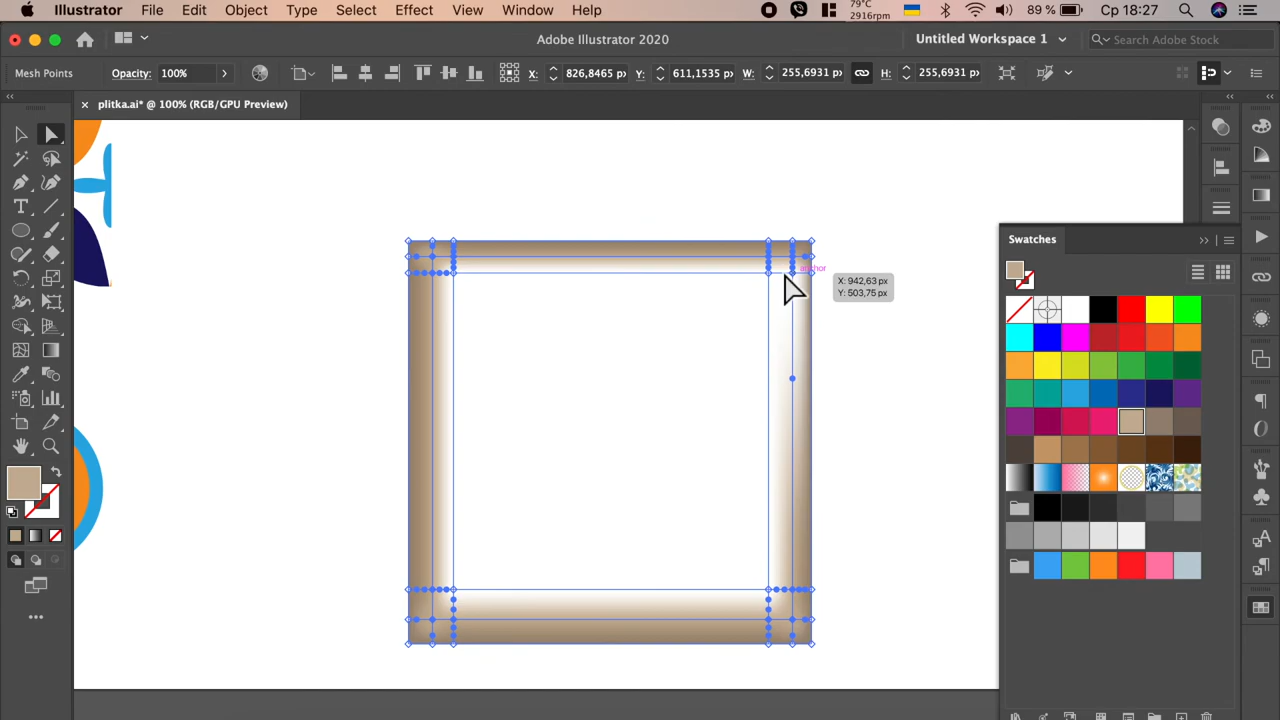 Illustrator File Edit Object Type Select Effect View Window Help 79°C 2916rpm 89 % Ср 18:27
Adobe Illustrator 2020 Untitled Workspace 1 Search Adobe Stock
Mesh Points Opacity: 100% X: 826,8465 p Y: 611,1535 p W: 255,6931 p H: 255,6931 p
× plitka.ai* @ 100% (RGB/GPU Preview)
Swatches
anchor
X: 942,63 px
Y: 503,75 px